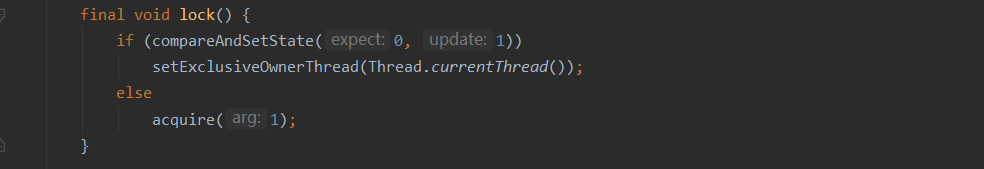 final void lock() {
if (compareAndSetState( expect: 0, update: 1))
setExclusiveOwnerThread(Thread.currentThread());
else
acquire( arg: 1);
}